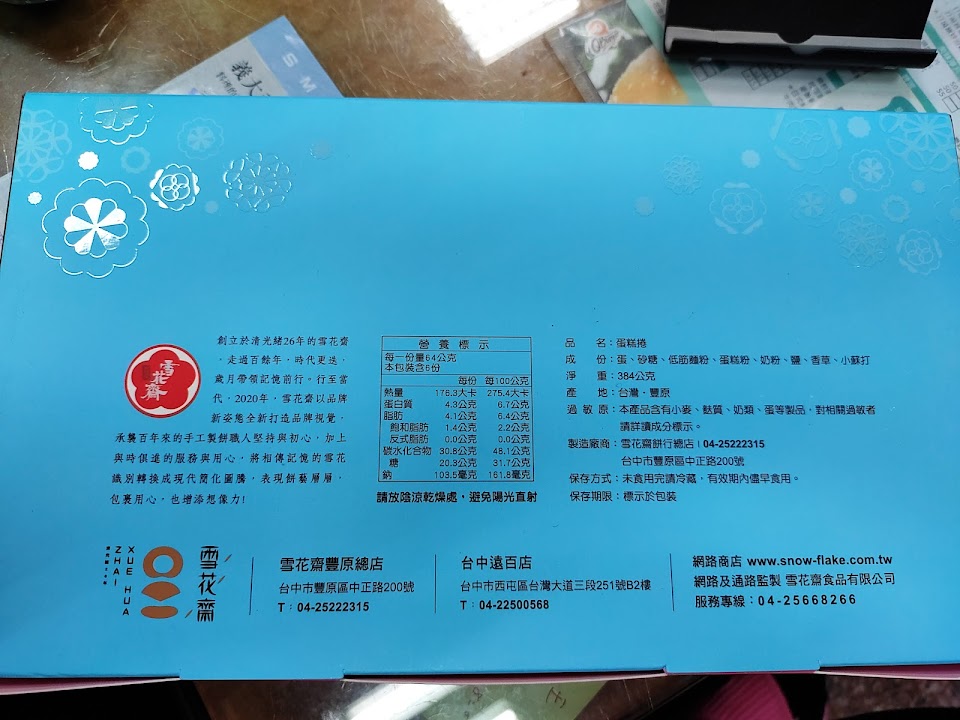 義大
S M
雪花齋
創立於清光緒26年的雪花齋
，走過百餘年，時代更迭，
歲月帶領記憶前行。行至當
代，2020年，雪花齋以品牌
新姿態全新打造品牌視覺，
承襲百年來的手工製餅職人堅持與初心，加上
與時俱進的服務與用心，將相傳記憶的雪花
識別轉換成現代簡化圖騰，表現餅藝層層，
包裹用心，也增添想像力!
營養標示
每一份量64公克
本包裝含6份
每份 每100公克
熱量 176.3大卡 275.4大卡
蛋白質 4.3公克 6.7公克
脂肪 4.1公克 6.4公克
飽和脂肪 1.4公克 2.2公克
反式脂肪 0.0公克 0.0公克
碳水化合物 30.8公克 48.1公克
糖 20.3公克 31.7公克
鈉 103.5毫克 161.8毫克
請放陰涼乾燥處，避免陽光直射
品 名：蛋糕捲
成 份：蛋、砂糖、低筋麵粉、蛋糕粉、奶粉、鹽、香草、小蘇打
淨 重：384公克
產 地：台灣・豐原
過 敏 原：本產品含有小麥、麩質、奶類、蛋等製品，對相關過敏者
請詳讀成分標示。
製造廠商：雪花齋餅行總店 | 04-25222315
台中市豐原區中正路200號
保存方式：未食用完請冷藏，有效期內儘早食用。
保存期限：標示於包裝
XUE HUA
ZHAI
雪花齋
雪花齋豐原總店
台中市豐原區中正路200號
T：04-25222315
台中遠百店
台中市西屯區台灣大道三段251號B2樓
T：04-22500568
網路商店 www.snow-flake.com.tw
網路及通路監製 雪花齋食品有限公司
服務專線：04-25668266